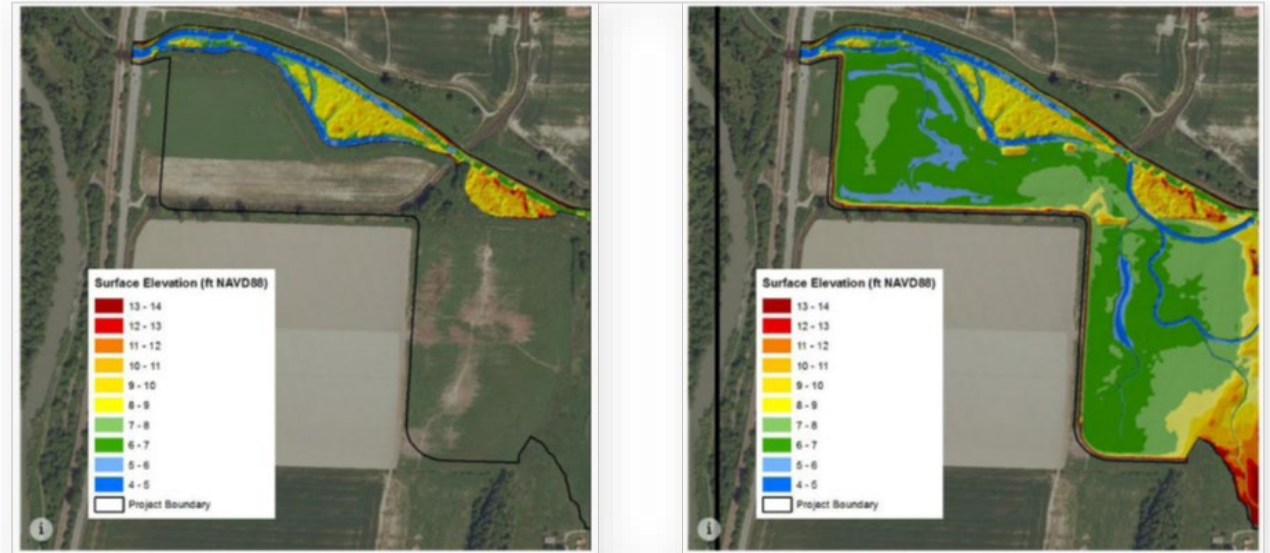 Surface Elevation (ft NAVD88)
13 - 14
12 - 13
11 - 12
10 - 11
9 - 10
8 - 9
7 - 8
6 - 7
5 - 6
4 - 5
Project Boundary
i
Surface Elevation (ft NAVD88)
13 - 14
12 - 13
11 - 12
10 - 11
9 - 10
8 - 9
7 - 8
6 - 7
5 - 6
4 - 5
Project Boundary
i